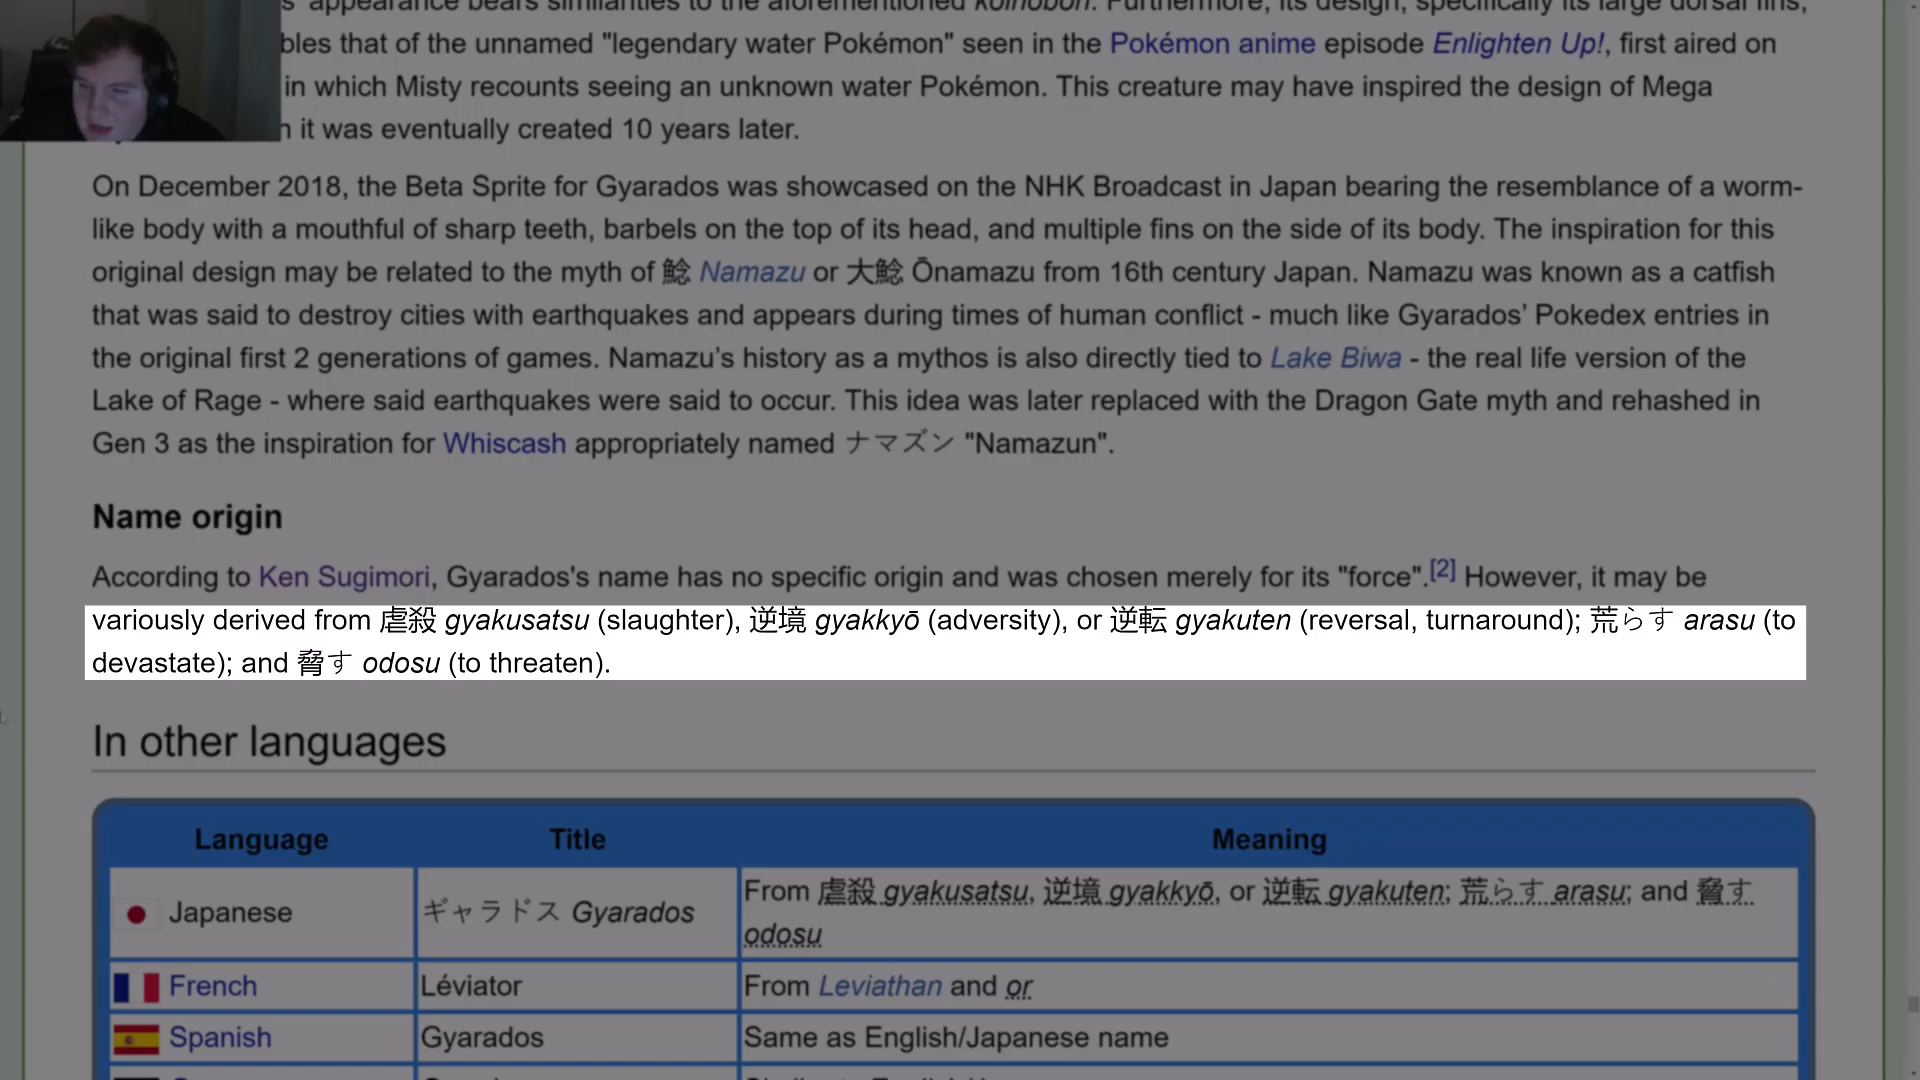 appearance bears similarities to the aforementioned koinobori. Furthermore, its design, specifically its large dorsal fins,
bles that of the unnamed "legendary water Pokémon" seen in the Pokémon anime episode Enlighten Up!, first aired on
in which Misty recounts seeing an unknown water Pokémon. This creature may have inspired the design of Mega
it was eventually created 10 years later.
On December 2018, the Beta Sprite for Gyarados was showcased on the NHK Broadcast in Japan bearing the resemblance of a worm-
like body with a mouthful of sharp teeth, barbels on the top of its head, and multiple fins on the side of its body. The inspiration for this
original design may be related to the myth of 鯰 Namazu or 大鯰 Ōnamazu from 16th century Japan. Namazu was known as a catfish
that was said to destroy cities with earthquakes and appears during times of human conflict - much like Gyarados’ Pokedex entries in
the original first 2 generations of games. Namazu’s history as a mythos is also directly tied to Lake Biwa - the real life version of the
Lake of Rage - where said earthquakes were said to occur. This idea was later replaced with the Dragon Gate myth and rehashed in
Gen 3 as the inspiration for Whiscash appropriately named ナマズン "Namazun".
Name origin
According to Ken Sugimori, Gyarados's name has no specific origin and was chosen merely for its "force".[2] However, it may be
variously derived from 虐殺 gyakusatsu (slaughter), 逆境 gyakkyō (adversity), or 逆転 gyakuten (reversal, turnaround); 荒らす arasu (to
devastate); and 脅す odosu (to threaten).
In other languages
Language Title Meaning
Japanese ギャラドス Gyarados From 虐殺 gyakusatsu, 逆境 gyakkyō, or 逆転 gyakuten; 荒らす arasu; and 脅す
odosu
French Léviator From Leviathan and or
Spanish Gyarados Same as English/Japanese name